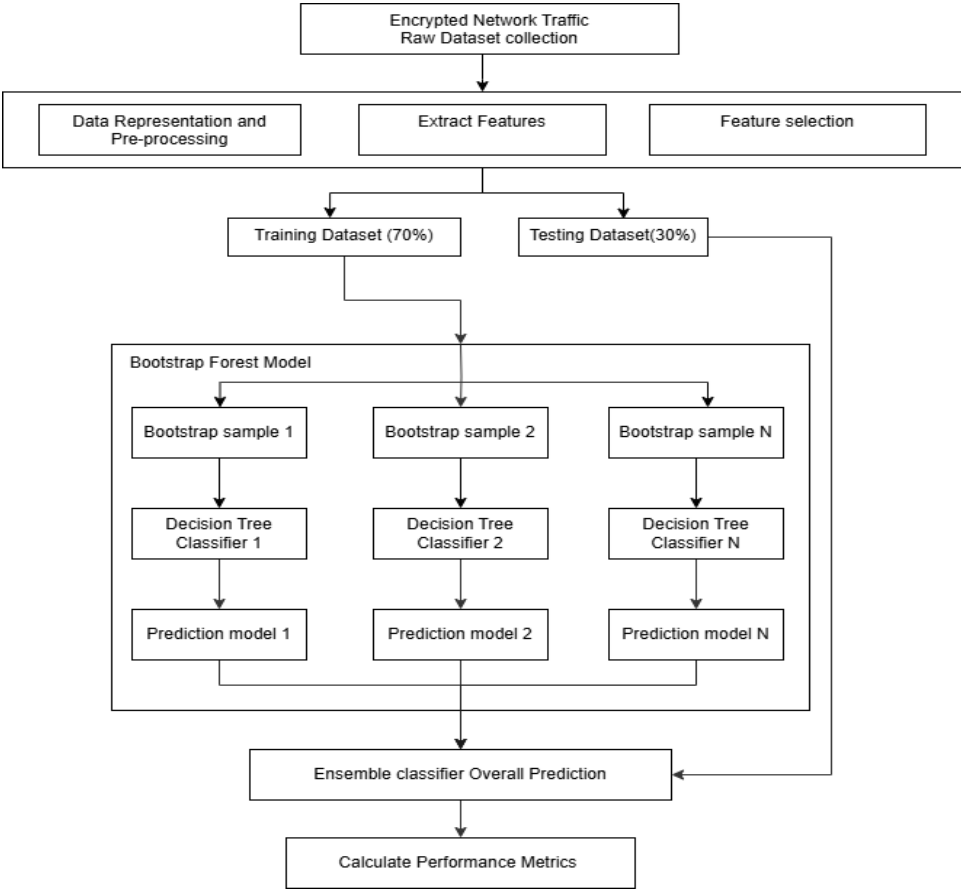 Encrypted Network Traffic
Raw Dataset collection
Data Representation and
Pre-processing
Extract Features
Feature selection
Training Dataset (70%)
Testing Dataset(30%)
Bootstrap Forest Model
Bootstrap sample 1
Bootstrap sample 2
Bootstrap sample N
Decision Tree
Classifier 1
Decision Tree
Classifier 2
Decision Tree
Classifier N
Prediction model 1
Prediction model 2
Prediction model N
Ensemble classifier Overall Prediction
Calculate Performance Metrics